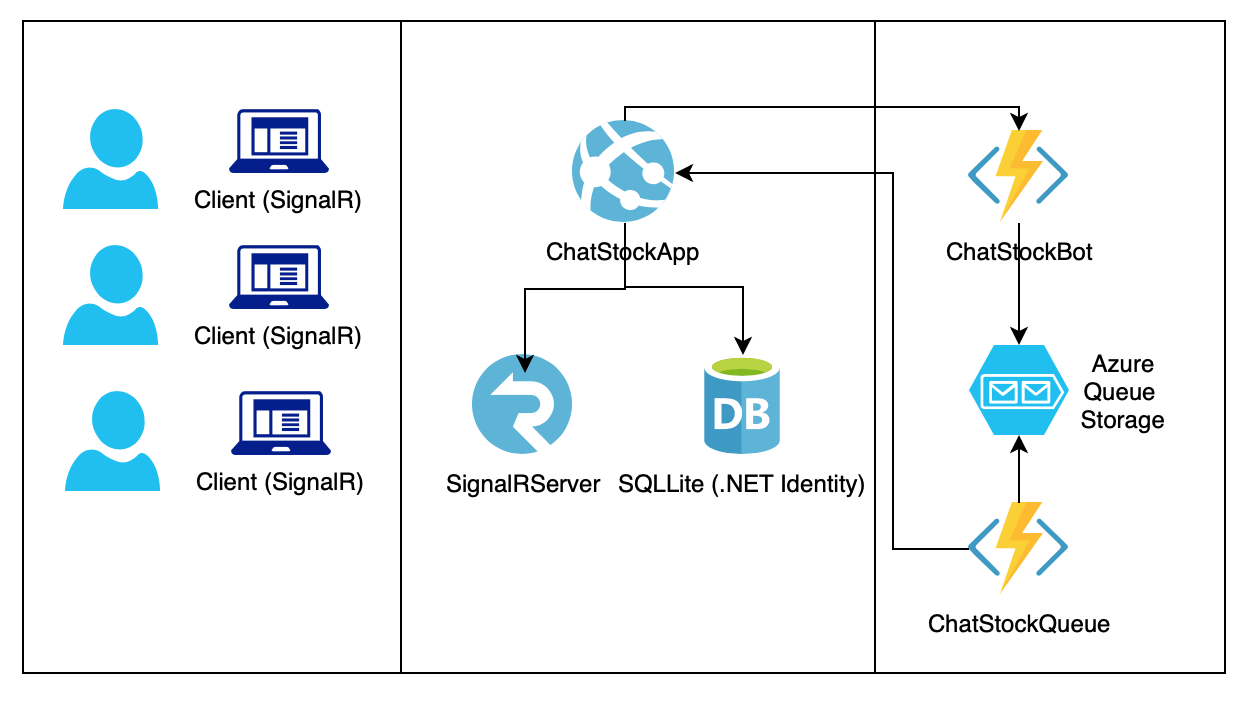 Client (SignalR)
Client (SignalR)
Client (SignalR)
ChatStockApp
SignalRServer
DB
SQLLite (.NET Identity)
ChatStockBot
Azure
Queue
Storage
ChatStockQueue